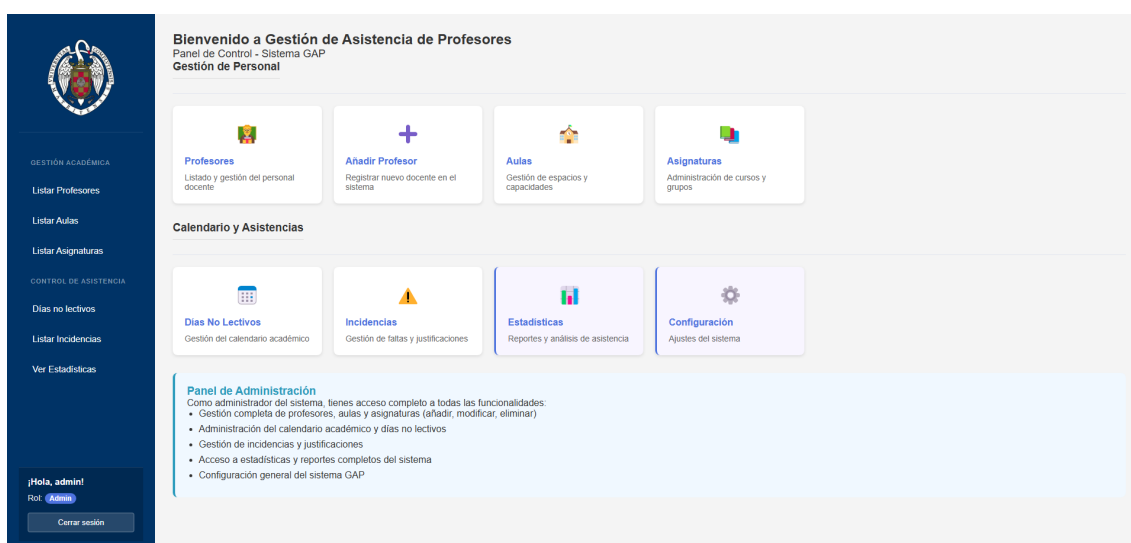 GESTIÓN ACADÉMICA
Listar Profesores
Listar Aulas
Listar Asignaturas
CONTROL DE ASISTENCIA
Días no lectivos
Listar Incidencias
Ver Estadísticas
¡Hola, admin!
Rol: Admin
Cerrar sesión
Bienvenido a Gestión de Asistencia de Profesores
Panel de Control - Sistema GAP
Gestión de Personal
Profesores
Listado y gestión del personal
docente
Añadir Profesor
Registrar nuevo docente en el
sistema
Aulas
Gestión de espacios y
capacidades
Asignaturas
Administración de cursos y
grupos
Calendario y Asistencias
Dias No Lectivos
Gestión del calendario académico
Incidencias
Gestión de faltas y justificaciones
Estadísticas
Reportes y análisis de asistencia
Configuración
Ajustes del sistema
Panel de Administración
Como administrador del sistema, tienes acceso completo a todas las funcionalidades:
• Gestión completa de profesores, aulas y asignaturas (añadir, modificar, eliminar)
• Administración del calendario académico y días no lectivos
• Gestión de incidencias y justificaciones
• Acceso a estadísticas y reportes completos del sistema
• Configuración general del sistema GAP